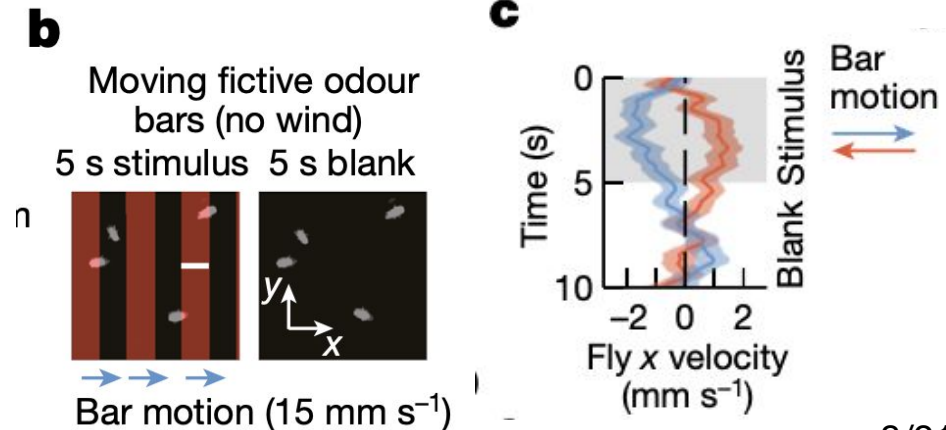 b
Moving fictive odour
bars (no wind)
5 s stimulus 5 s blank
y
x
Bar motion (15 mm s⁻¹)
c
0
5
10
Time (s)
Stimulus
Blank
−2 0 2
Fly x velocity
(mm s⁻¹)
Bar
motion